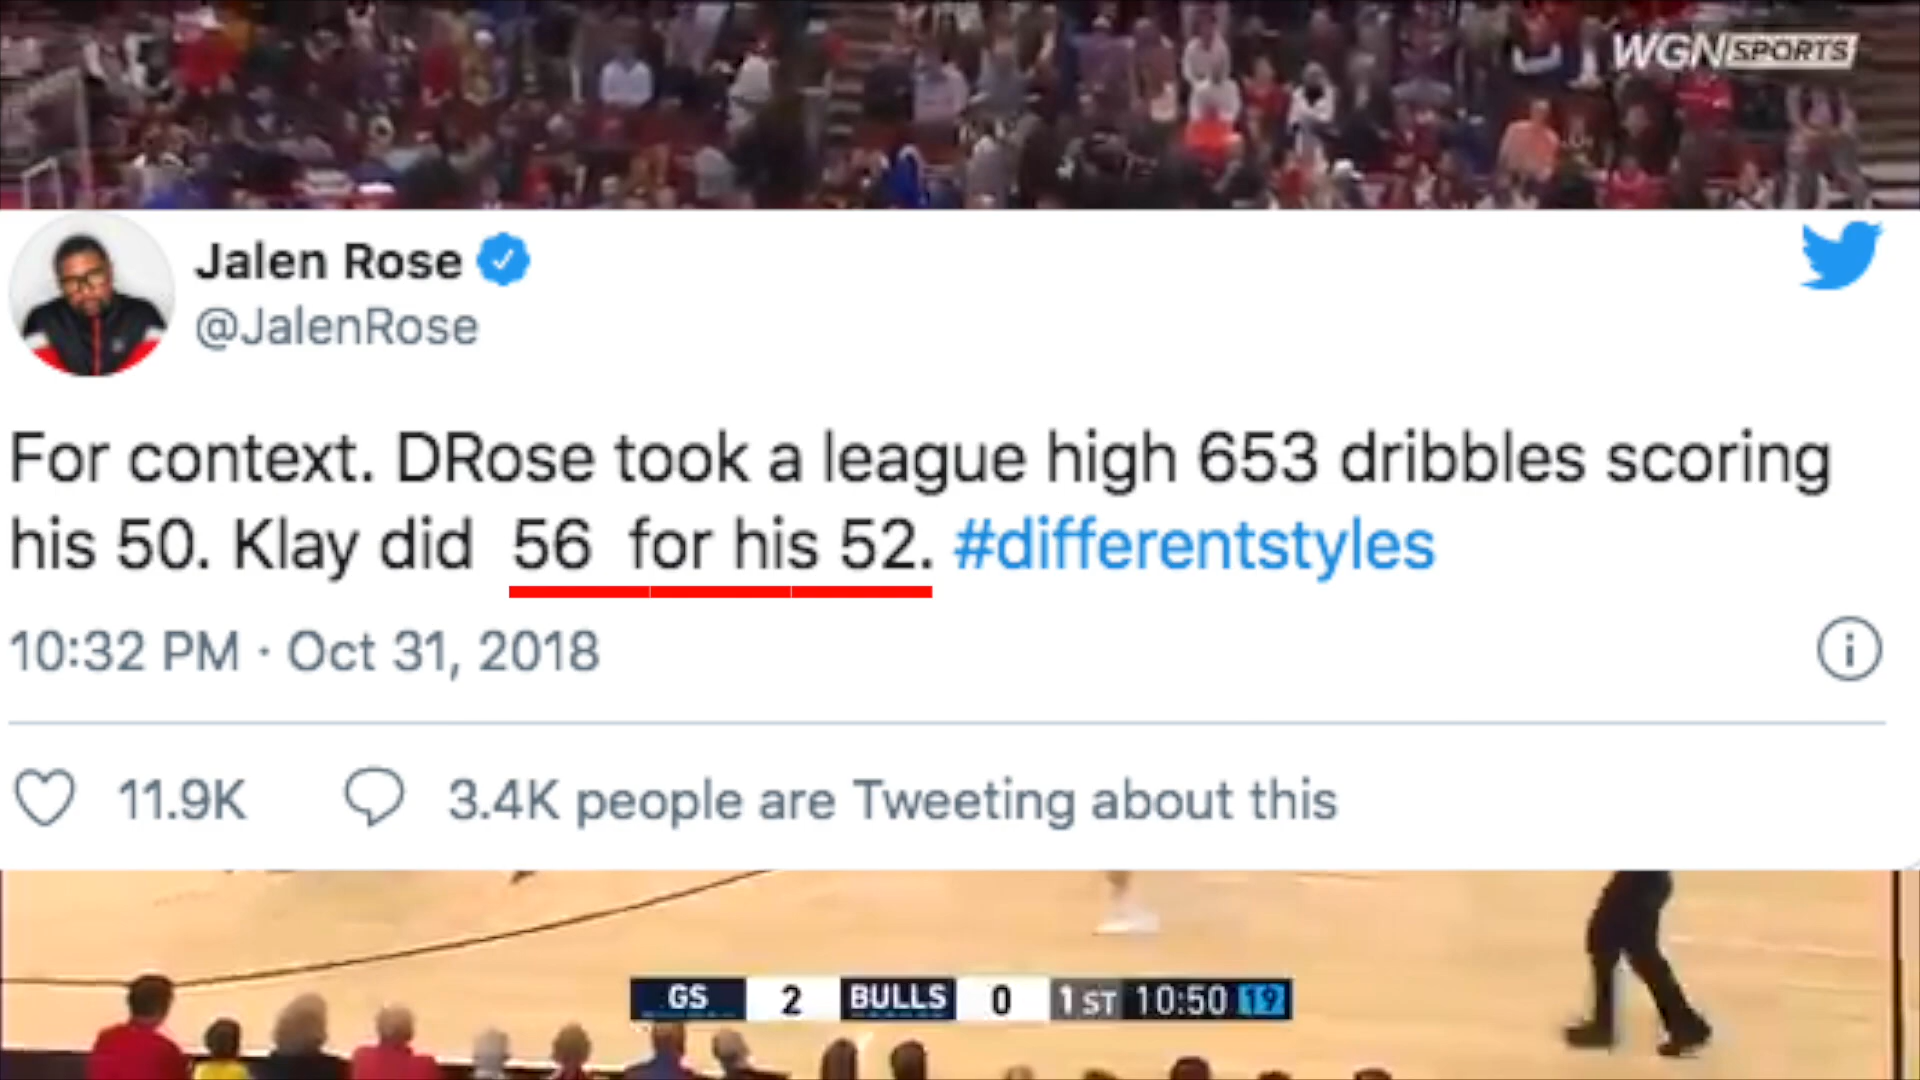 WGN SPORTS
Jalen Rose
@JalenRose
For context. DRose took a league high 653 dribbles scoring
his 50. Klay did 56 for his 52. #differentstyles
10:32 PM · Oct 31, 2018
11.9K 3.4K people are Tweeting about this
GS 2 BULLS 0 1 ST 10:50 19